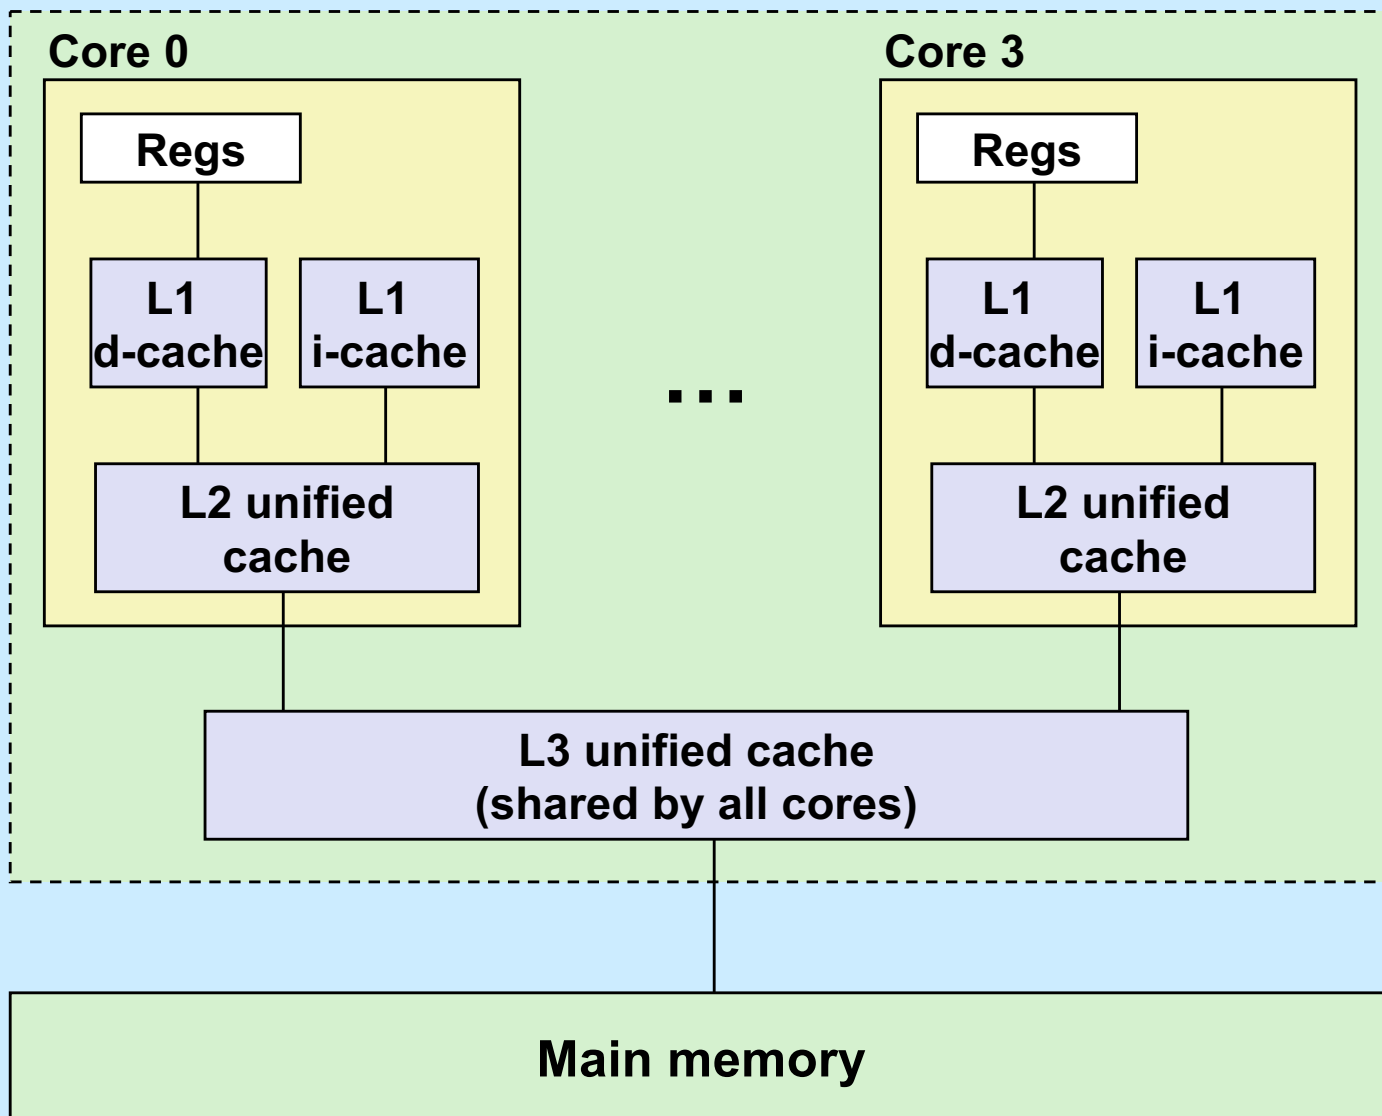 Core 0
Regs
L1
d-cache
L1
i-cache
L2 unified
cache
...
Core 3
Regs
L1
d-cache
L1
i-cache
L2 unified
cache
L3 unified cache
(shared by all cores)
Main memory